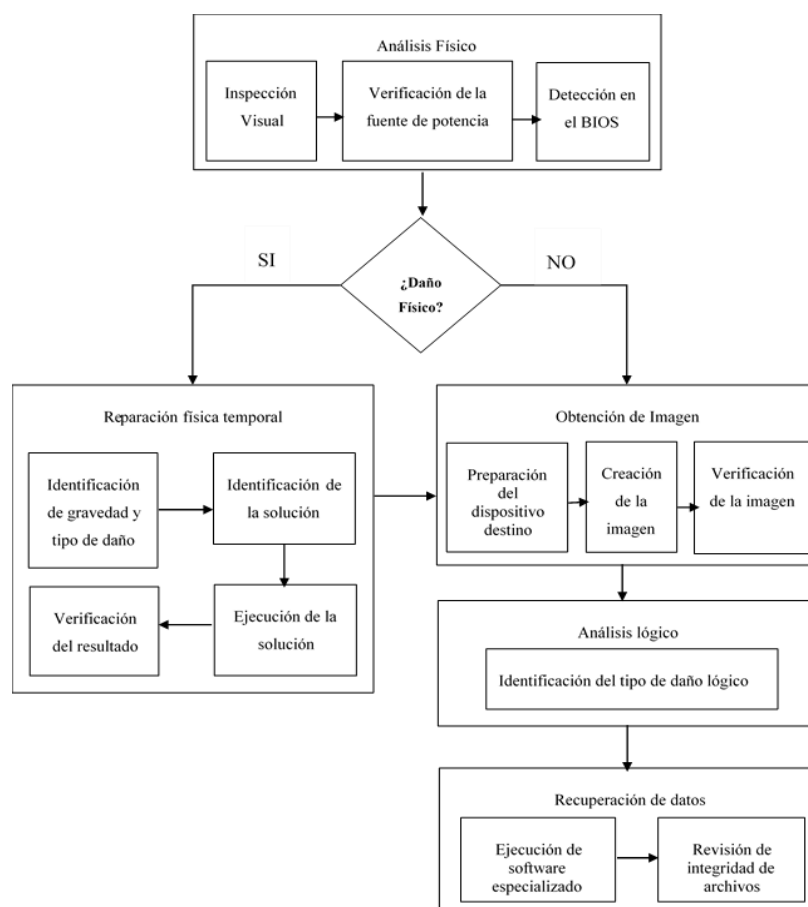 Análisis Físico
Inspección
Visual
Verificación de la
fuente de potencia
Detección en
el BIOS
SI
NO
¿Daño
Físico?
Reparación física temporal
Identificación
de gravedad y
tipo de daño
Identificación de
la solución
Verificación
del resultado
Ejecución de la
solución
Obtención de Imagen
Preparación
del
dispositivo
destino
Creación
de la
imagen
Verificación
de la imagen
Análisis lógico
Identificación del tipo de daño lógico
Recuperación de datos
Ejecución de
software
especializado
Revisión de
integridad de
archivos